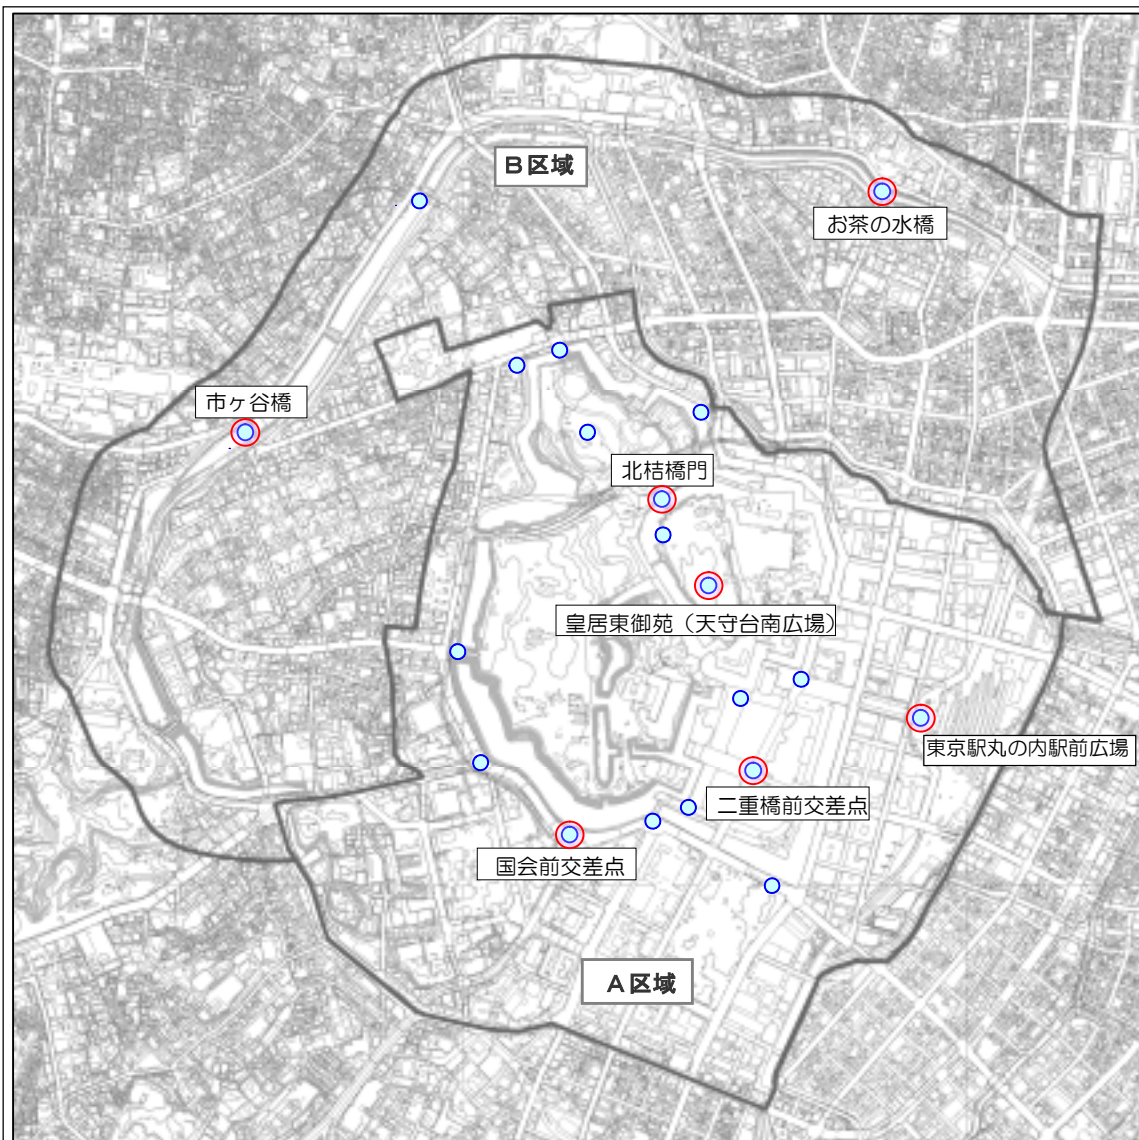 B区域
お茶の水橋
市ヶ谷橋
北桔橋門
皇居東御苑（天守台南広場）
東京駅丸の内駅前広場
二重橋前交差点
国会前交差点
A区域